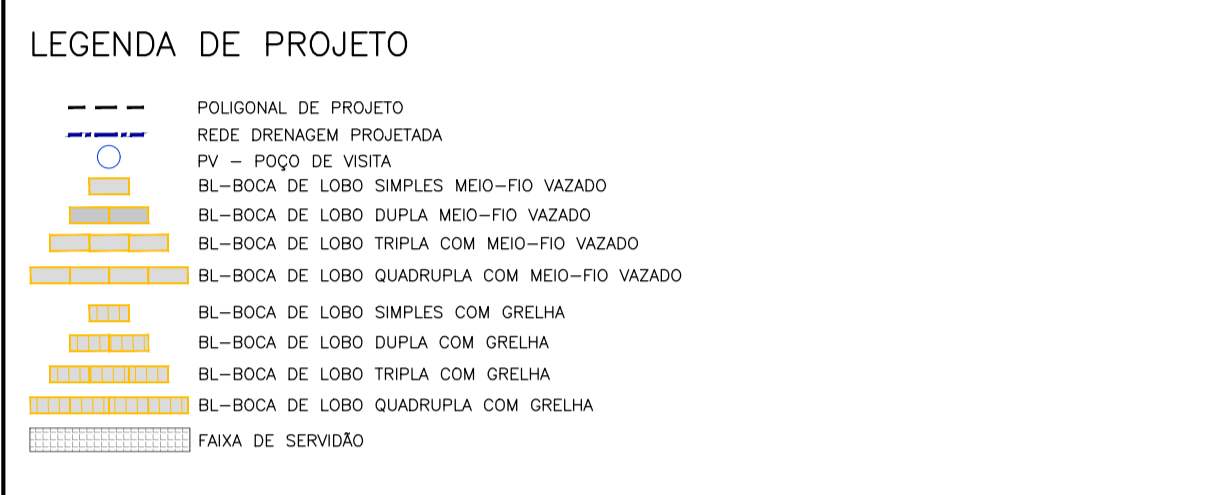 LEGENDA DE PROJETO
POLIGONAL DE PROJETO
REDE DRENAGEM PROJETADA
PV – POÇO DE VISITA
BL–BOCA DE LOBO SIMPLES MEIO–FIO VAZADO
BL–BOCA DE LOBO DUPLA MEIO–FIO VAZADO
BL–BOCA DE LOBO TRIPLA COM MEIO–FIO VAZADO
BL–BOCA DE LOBO QUADRUPLA COM MEIO–FIO VAZADO
BL–BOCA DE LOBO SIMPLES COM GRELHA
BL–BOCA DE LOBO DUPLA COM GRELHA
BL–BOCA DE LOBO TRIPLA COM GRELHA
BL–BOCA DE LOBO QUADRUPLA COM GRELHA
FAIXA DE SERVIDÃO